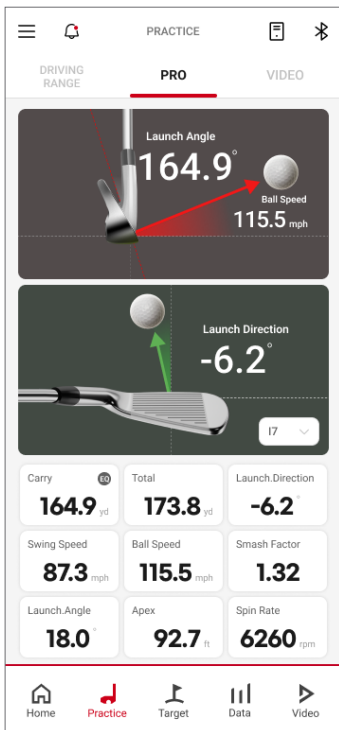 PRACTICE
DRIVING
RANGE
PRO
VIDEO
Launch Angle
164.9°
Ball Speed
115.5 mph
Launch Direction
-6.2°
I7
Carry
EQ
164.9 yd
Total
173.8 yd
Launch.Direction
-6.2°
Swing Speed
87.3 mph
Ball Speed
115.5 mph
Smash Factor
1.32
Launch.Angle
18.0°
Apex
92.7 ft
Spin Rate
6260 rpm
Home
Practice
Target
Data
Video